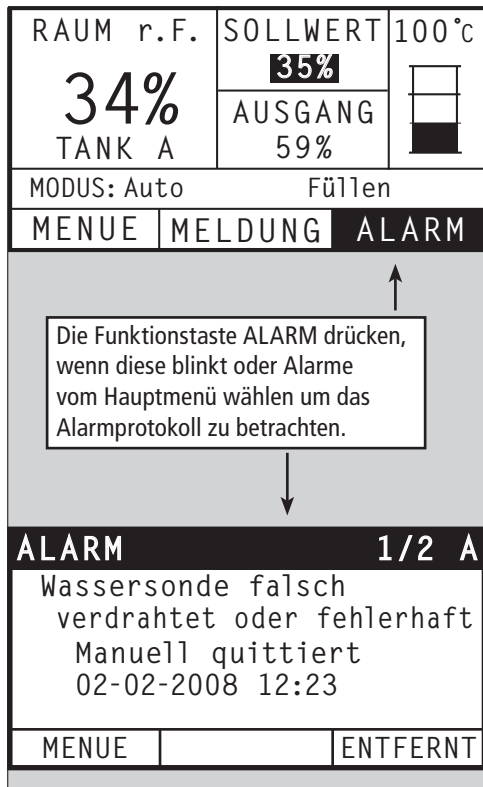 RAUM r.F.
34%
TANK A
SOLLWERT
35%
AUSGANG
59%
100°C
MODUS: Auto Füllen
MENUE MELDUNG ALARM
Die Funktionstaste ALARM drücken,
wenn diese blinkt oder Alarme
vom Hauptmenü wählen um das
Alarmprotokoll zu betrachten.
ALARM 1/2 A
Wassersonde falsch
verdrahtet oder fehlerhaft
Manuell quittiert
02-02-2008 12:23
MENUE ENTFERNT